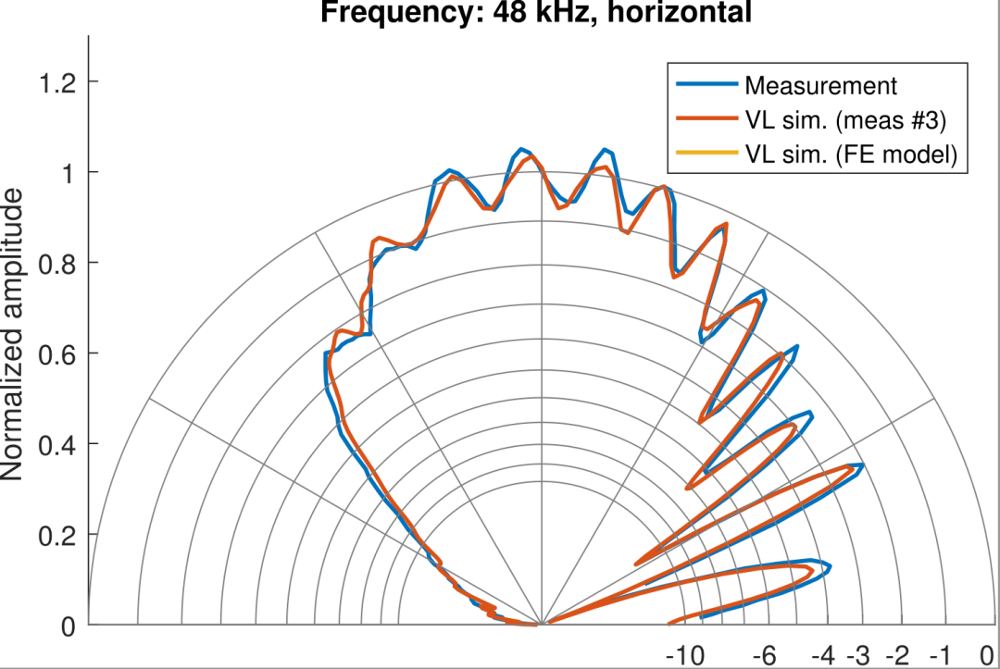 Frequency: 48 kHz, horizontal
Measurement
VL sim. (meas #3)
VL sim. (FE model)
Normalized amplitude
1.2
1
0.8
0.6
0.4
0.2
0
-10 -6 -4 -3 -2 -1 0